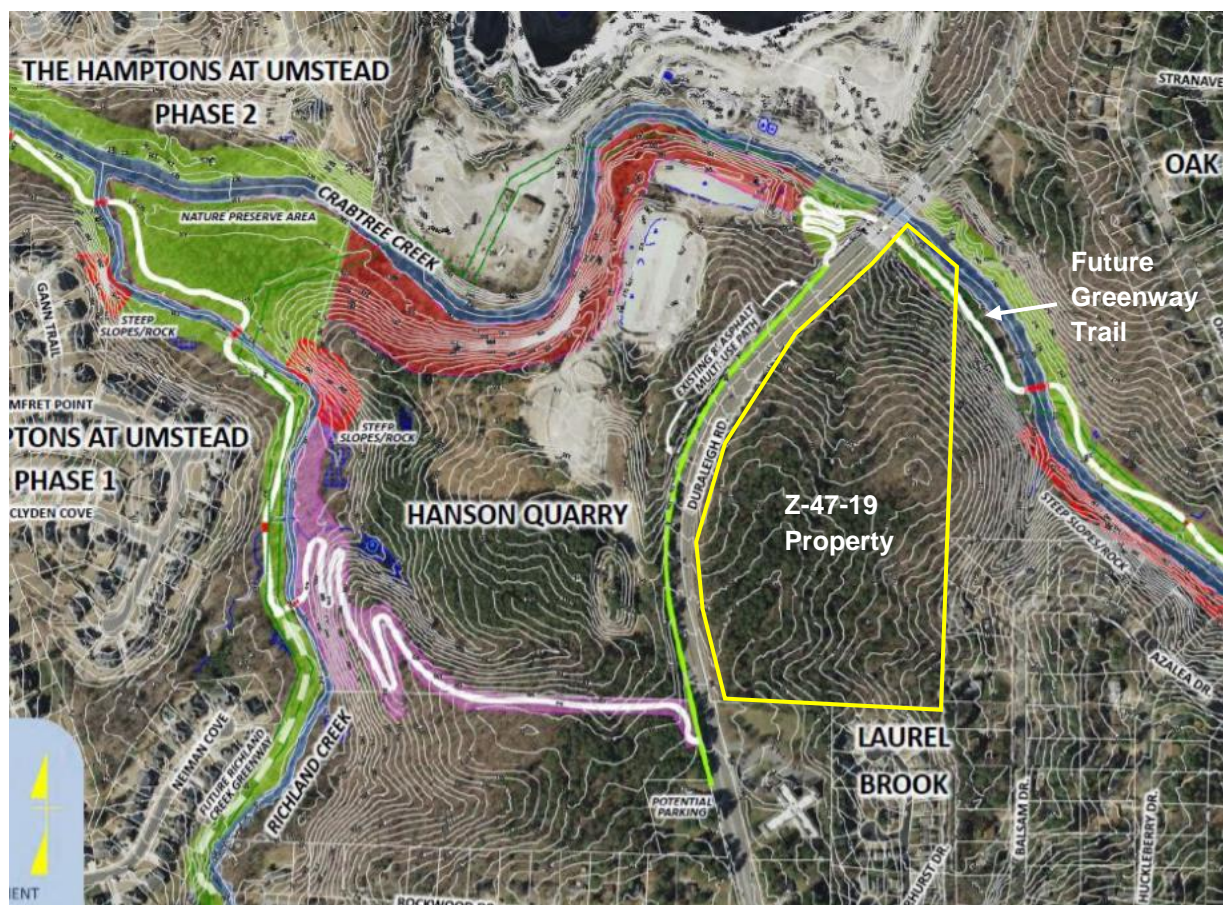 THE HAMPTONS AT UMSTEAD
PHASE 2
STRANAVE
OAK
NATURE PRESERVE AREA
CRABTREE CREEK
GANN TRAIL
STEEP
SLOPES/ROCK
Future
Greenway
Trail
EXISTING 8' ASPHALT
MULTI-USE PATH
DURALEIGH RD.
MFRET POINT
STEEP
SLOPES/ROCK
PTONS AT UMSTEAD
PHASE 1
CLYDEN COVE
HANSON QUARRY
Z-47-19
Property
STEEP SLOPES/ROCK
AZALEA DR.
NEIMAN COVE
FUTURE RICHLAND
CREEK GREENWAY
RICHLAND CREEK
LAUREL
BROOK
POTENTIAL
PARKING
BALSAM DR.
HUCKLEBERRY DR.
HURST DR.
MENT